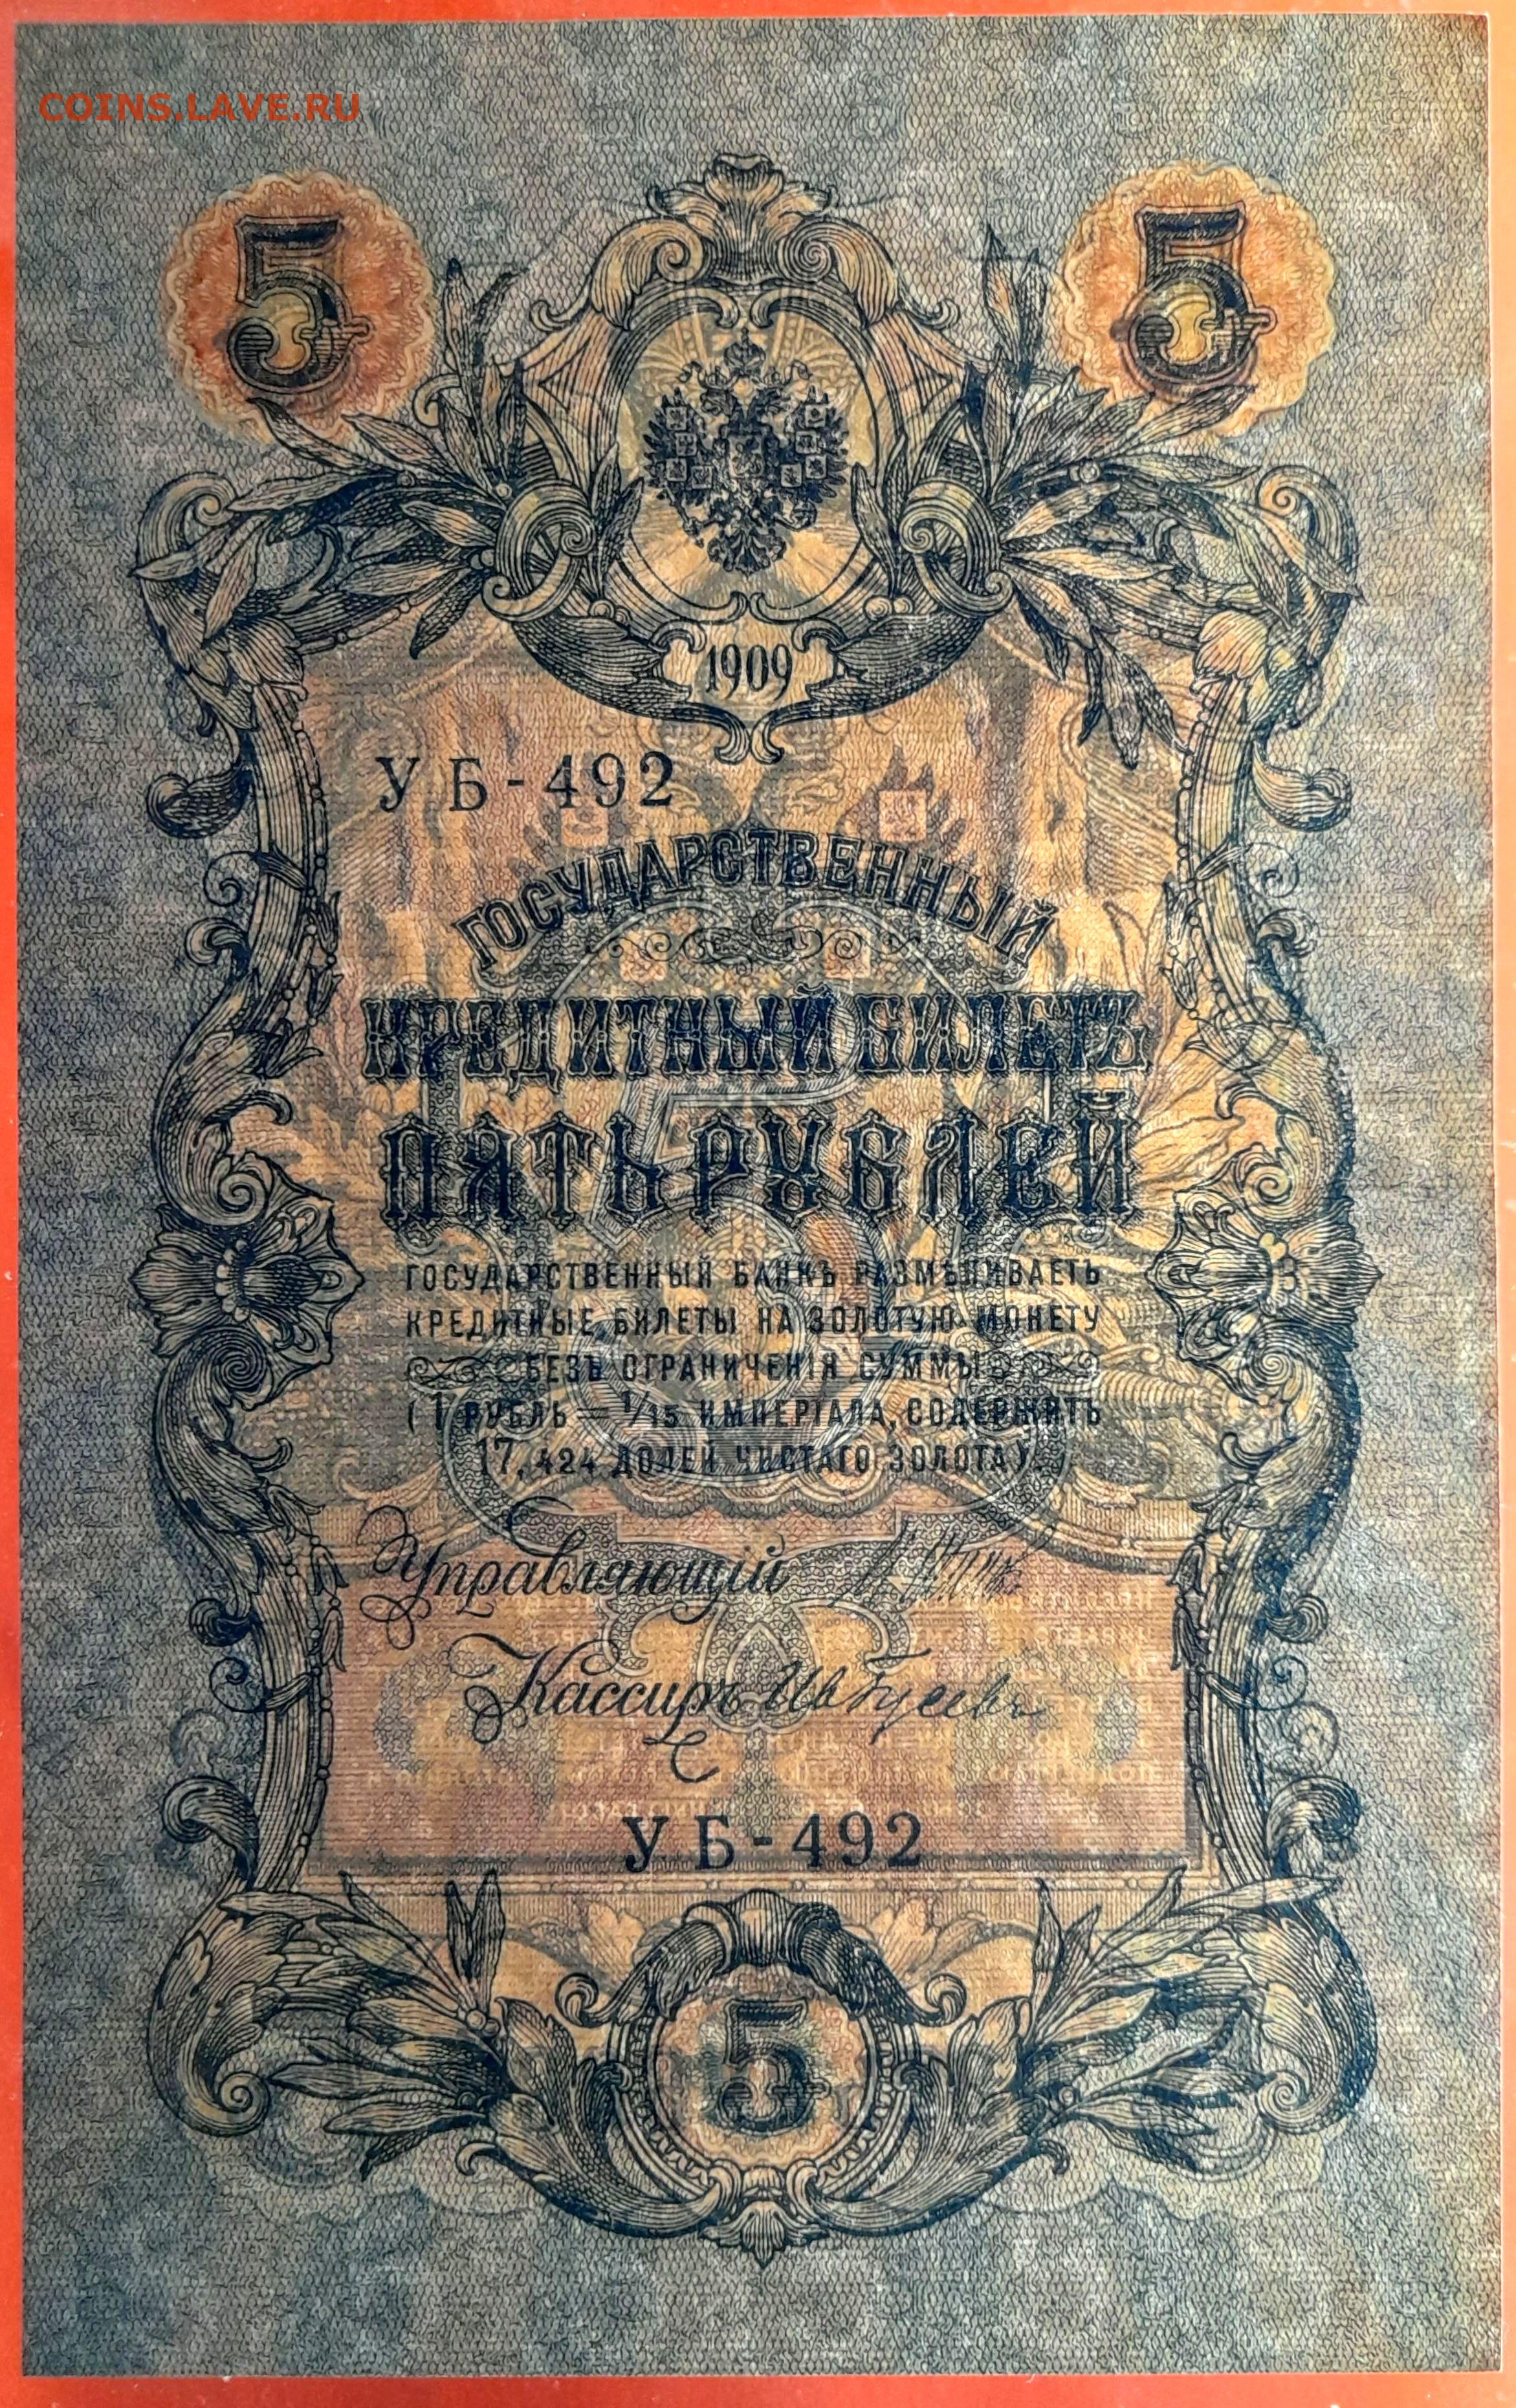 COINS.LAVE.RU
5 5
1909
УБ-492
ГОСУДАРСТВЕННЫЙ
КРЕДИТНЫЙ БИЛЕТЪ
ПЯТЬ РУБЛЕЙ
ГОСУДАРСТВЕННЫЙ БАНКЪ РАЗМѢНИВАЕТЪ
КРЕДИТНЫЕ БИЛЕТЫ НА ЗОЛОТУЮ МОНЕТУ
БЕЗЪ ОГРАНИЧЕНІЯ СУММЫ
(1 РУБЛЬ = 1/15 ИМПЕРІАЛА, СОДЕРЖИТЪ
17,424 ДОЛЕЙ ЧИСТАГО ЗОЛОТА)
Управляющій
Кассиръ Ив Гусевъ
УБ-492
5